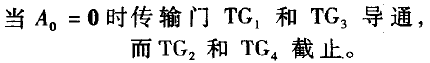 当 A₀ = 0 时传输门 TG₁ 和 TG₃ 导通，
而 TG₂ 和 TG₄ 截止。